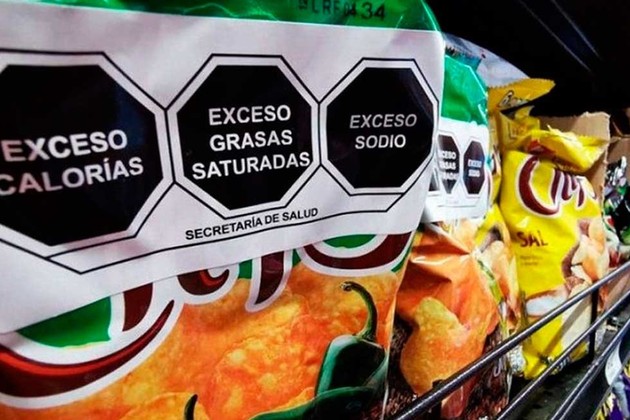 EXCESO
CALORÍAS
EXCESO
GRASAS
SATURADAS
EXCESO
SODIO
SECRETARÍA DE SALUD
SAL